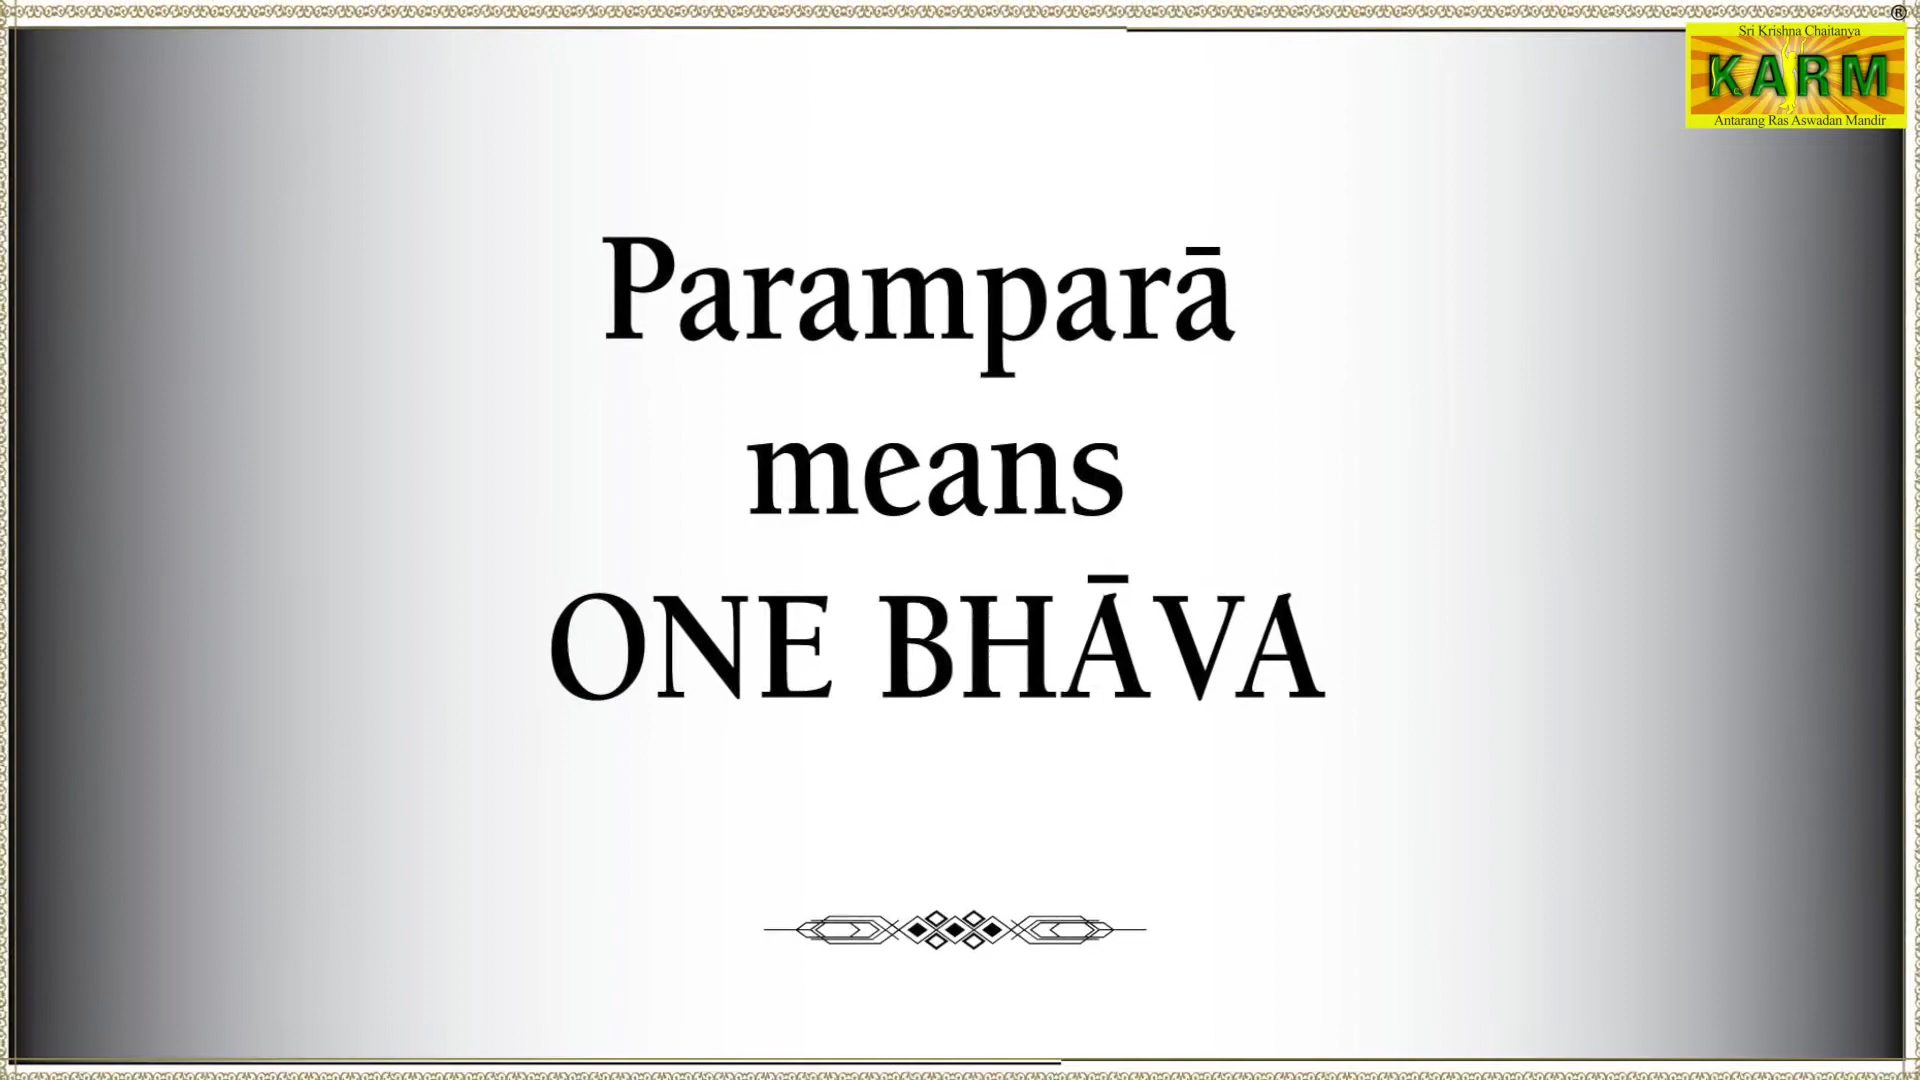 ®
Sri Krishna Chaitanya
KARM
Antarang Ras Aswadan Mandir
Paramparā
means
ONE BHĀVA